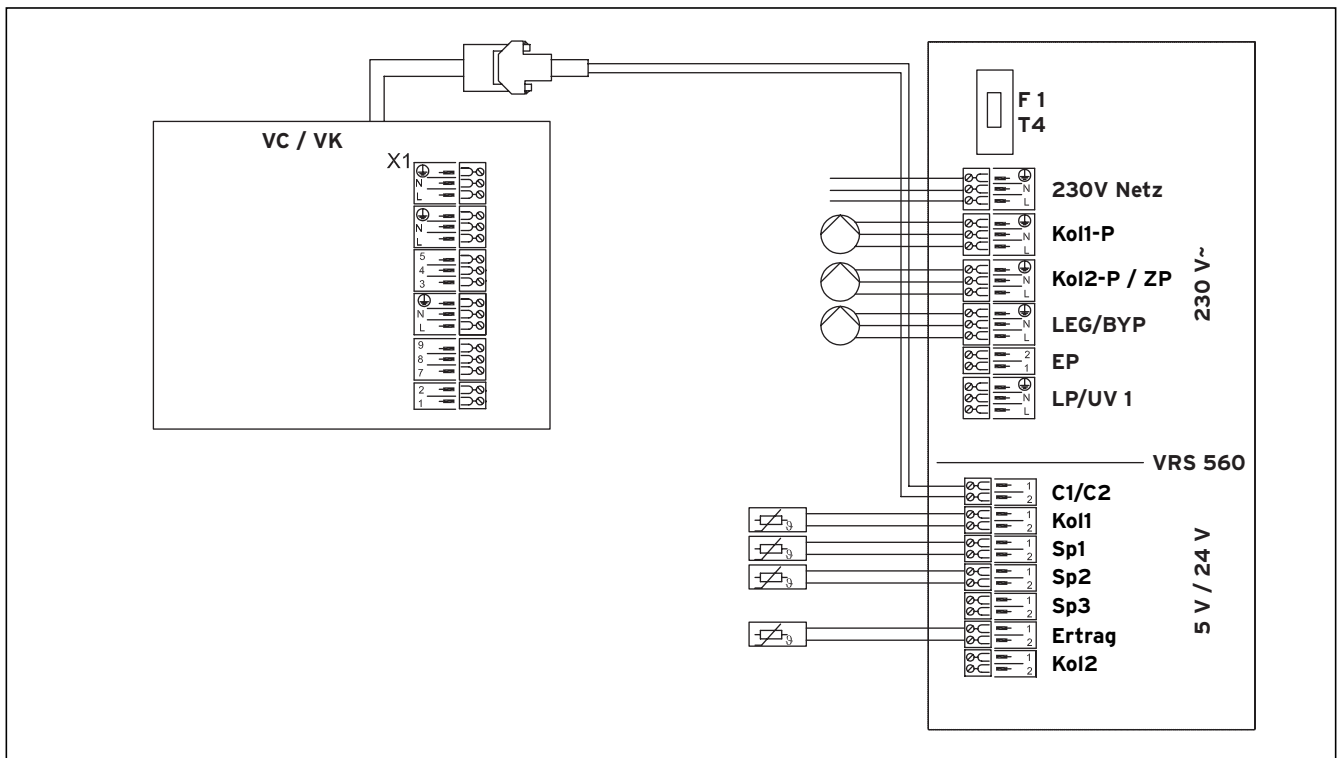 VC / VK
X1
N
L
N
L
5
4
3
N
L
9
8
7
2
1
F 1
T4
N
L
230V Netz
N
L
Kol1-P
N
L
Kol2-P / ZP
N
L
LEG/BYP
2
1
EP
N
L
LP/UV 1
230 V~
VRS 560
1
2
C1/C2
ϑ
1
2
Kol1
ϑ
1
2
Sp1
ϑ
1
2
Sp2
1
2
Sp3
ϑ
1
2
Ertrag
1
2
Kol2
5 V / 24 V